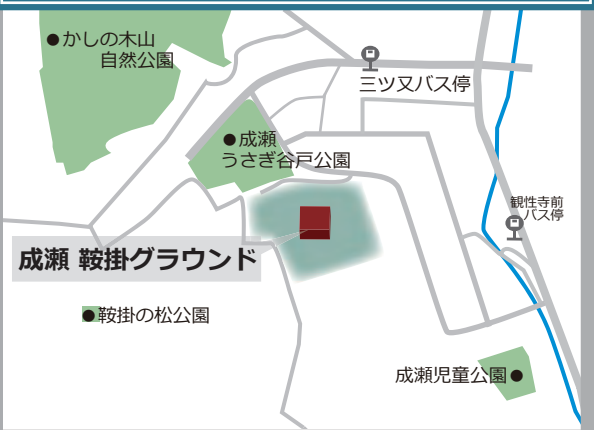 ●かしの木山
自然公園
三ツ又バス停
●成瀬
うさぎ谷戸公園
観性寺前
バス停
成瀬 鞍掛グラウンド
●鞍掛の松公園
成瀬児童公園●